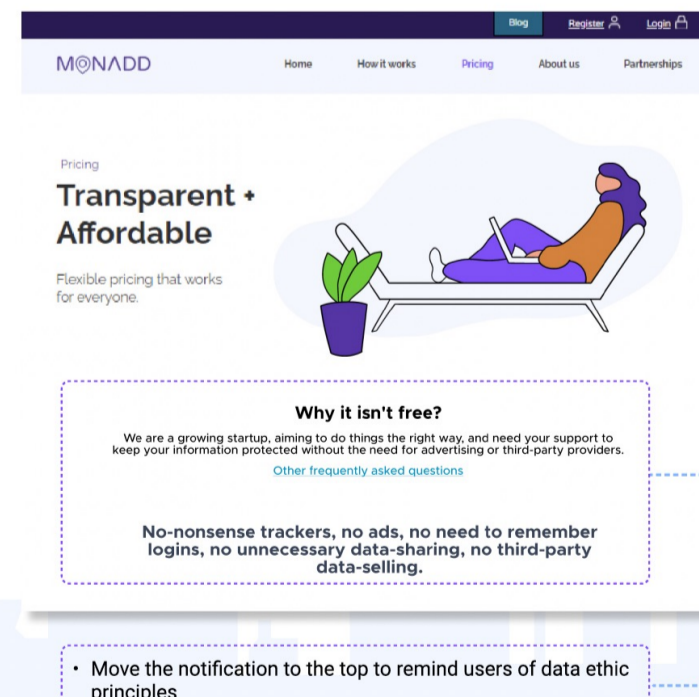 Blog Register Login
MONADD Home How it works Pricing About us Partnerships
Pricing
Transparent +
Affordable
Flexible pricing that works
for everyone.
Why it isn't free?
We are a growing startup, aiming to do things the right way, and need your support to
keep your information protected without the need for advertising or third-party providers.
Other frequently asked questions
No-nonsense trackers, no ads, no need to remember
logins, no unnecessary data-sharing, no third-party
data-selling.
• Move the notification to the top to remind users of data ethic
principles